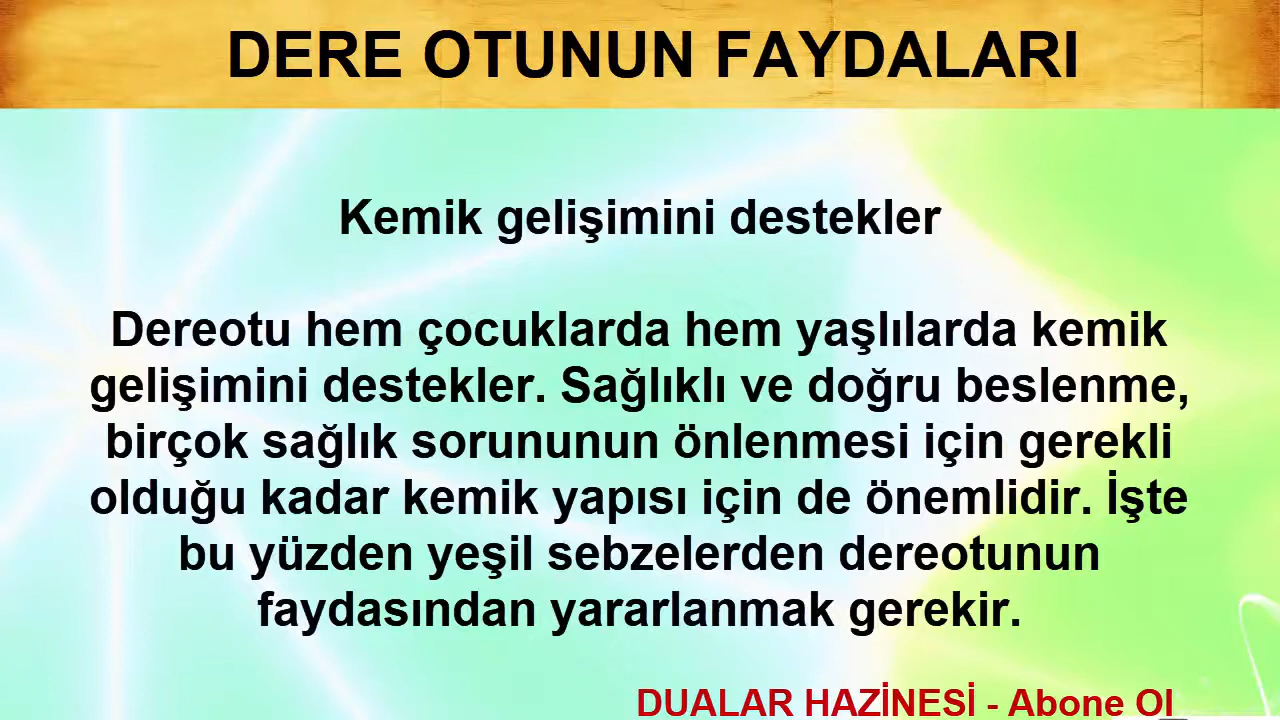 DERE OTUNUN FAYDALARI
Kemik gelişimini destekler
Dereotu hem çocuklarda hem yaşlılarda kemik
gelişimini destekler. Sağlıklı ve doğru beslenme,
birçok sağlık sorununun önlenmesi için gerekli
olduğu kadar kemik yapısı için de önemlidir. İşte
bu yüzden yeşil sebzelerden dereotunun
faydasından yararlanmak gerekir.
DUALAR HAZİNESİ - Abone Ol